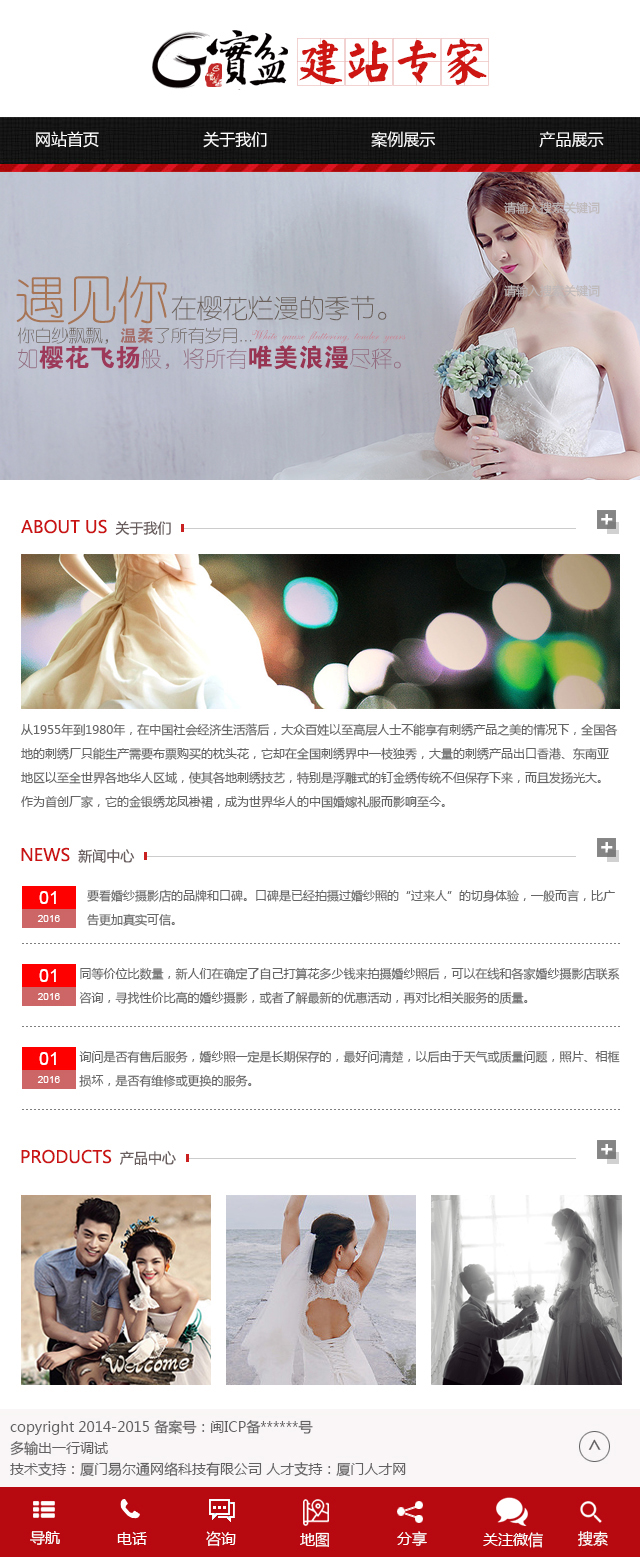 寶盆 建站专家
网站首页 关于我们 案例展示 产品展示
请输入搜索关键词
请输入搜索关键词
遇见你在樱花烂漫的季节。
你白纱飘飘，温柔了所有岁月...
如樱花飞扬般，将所有唯美浪漫尽释。
ABOUT US 关于我们
从1955年到1980年，在中国社会经济生活落后，大众百姓以至高层人士不能享有刺绣产品之美的情况下，全国各
地的刺绣厂只能生产需要布票购买的枕头花，它却在全国刺绣界中一枝独秀，大量的刺绣产品出口香港、东南亚
地区以至全世界各地华人区域，使其各地刺绣技艺，特别是浮雕式的钉金绣传统不但保存下来，而且发扬光大。
作为首创厂家，它的金银绣龙凤褂裙，成为世界华人的中国婚嫁礼服而影响至今。
NEWS 新闻中心
01
2016
要看婚纱摄影店的品牌和口碑。口碑是已经拍摄过婚纱照的“过来人”的切身体验，一般而言，比广
告更加真实可信。
01
2016
同等价位比数量，新人们在确定了自己打算花多少钱来拍摄婚纱照后，可以在线和各家婚纱摄影店联系
咨询，寻找性价比高的婚纱摄影，或者了解最新的优惠活动，再对比相关服务的质量。
01
2016
询问是否有售后服务，婚纱照一定是长期保存的，最好问清楚，以后由于天气或质量问题，照片、相框
损坏，是否有维修或更换的服务。
PRODUCTS 产品中心
Welcome
copyright 2014-2015 备案号：闽ICP备******号
多输出一行调试
技术支持：厦门易尔通网络科技有限公司 人才支持：厦门人才网
导航 电话 咨询 地图 分享 关注微信 搜索